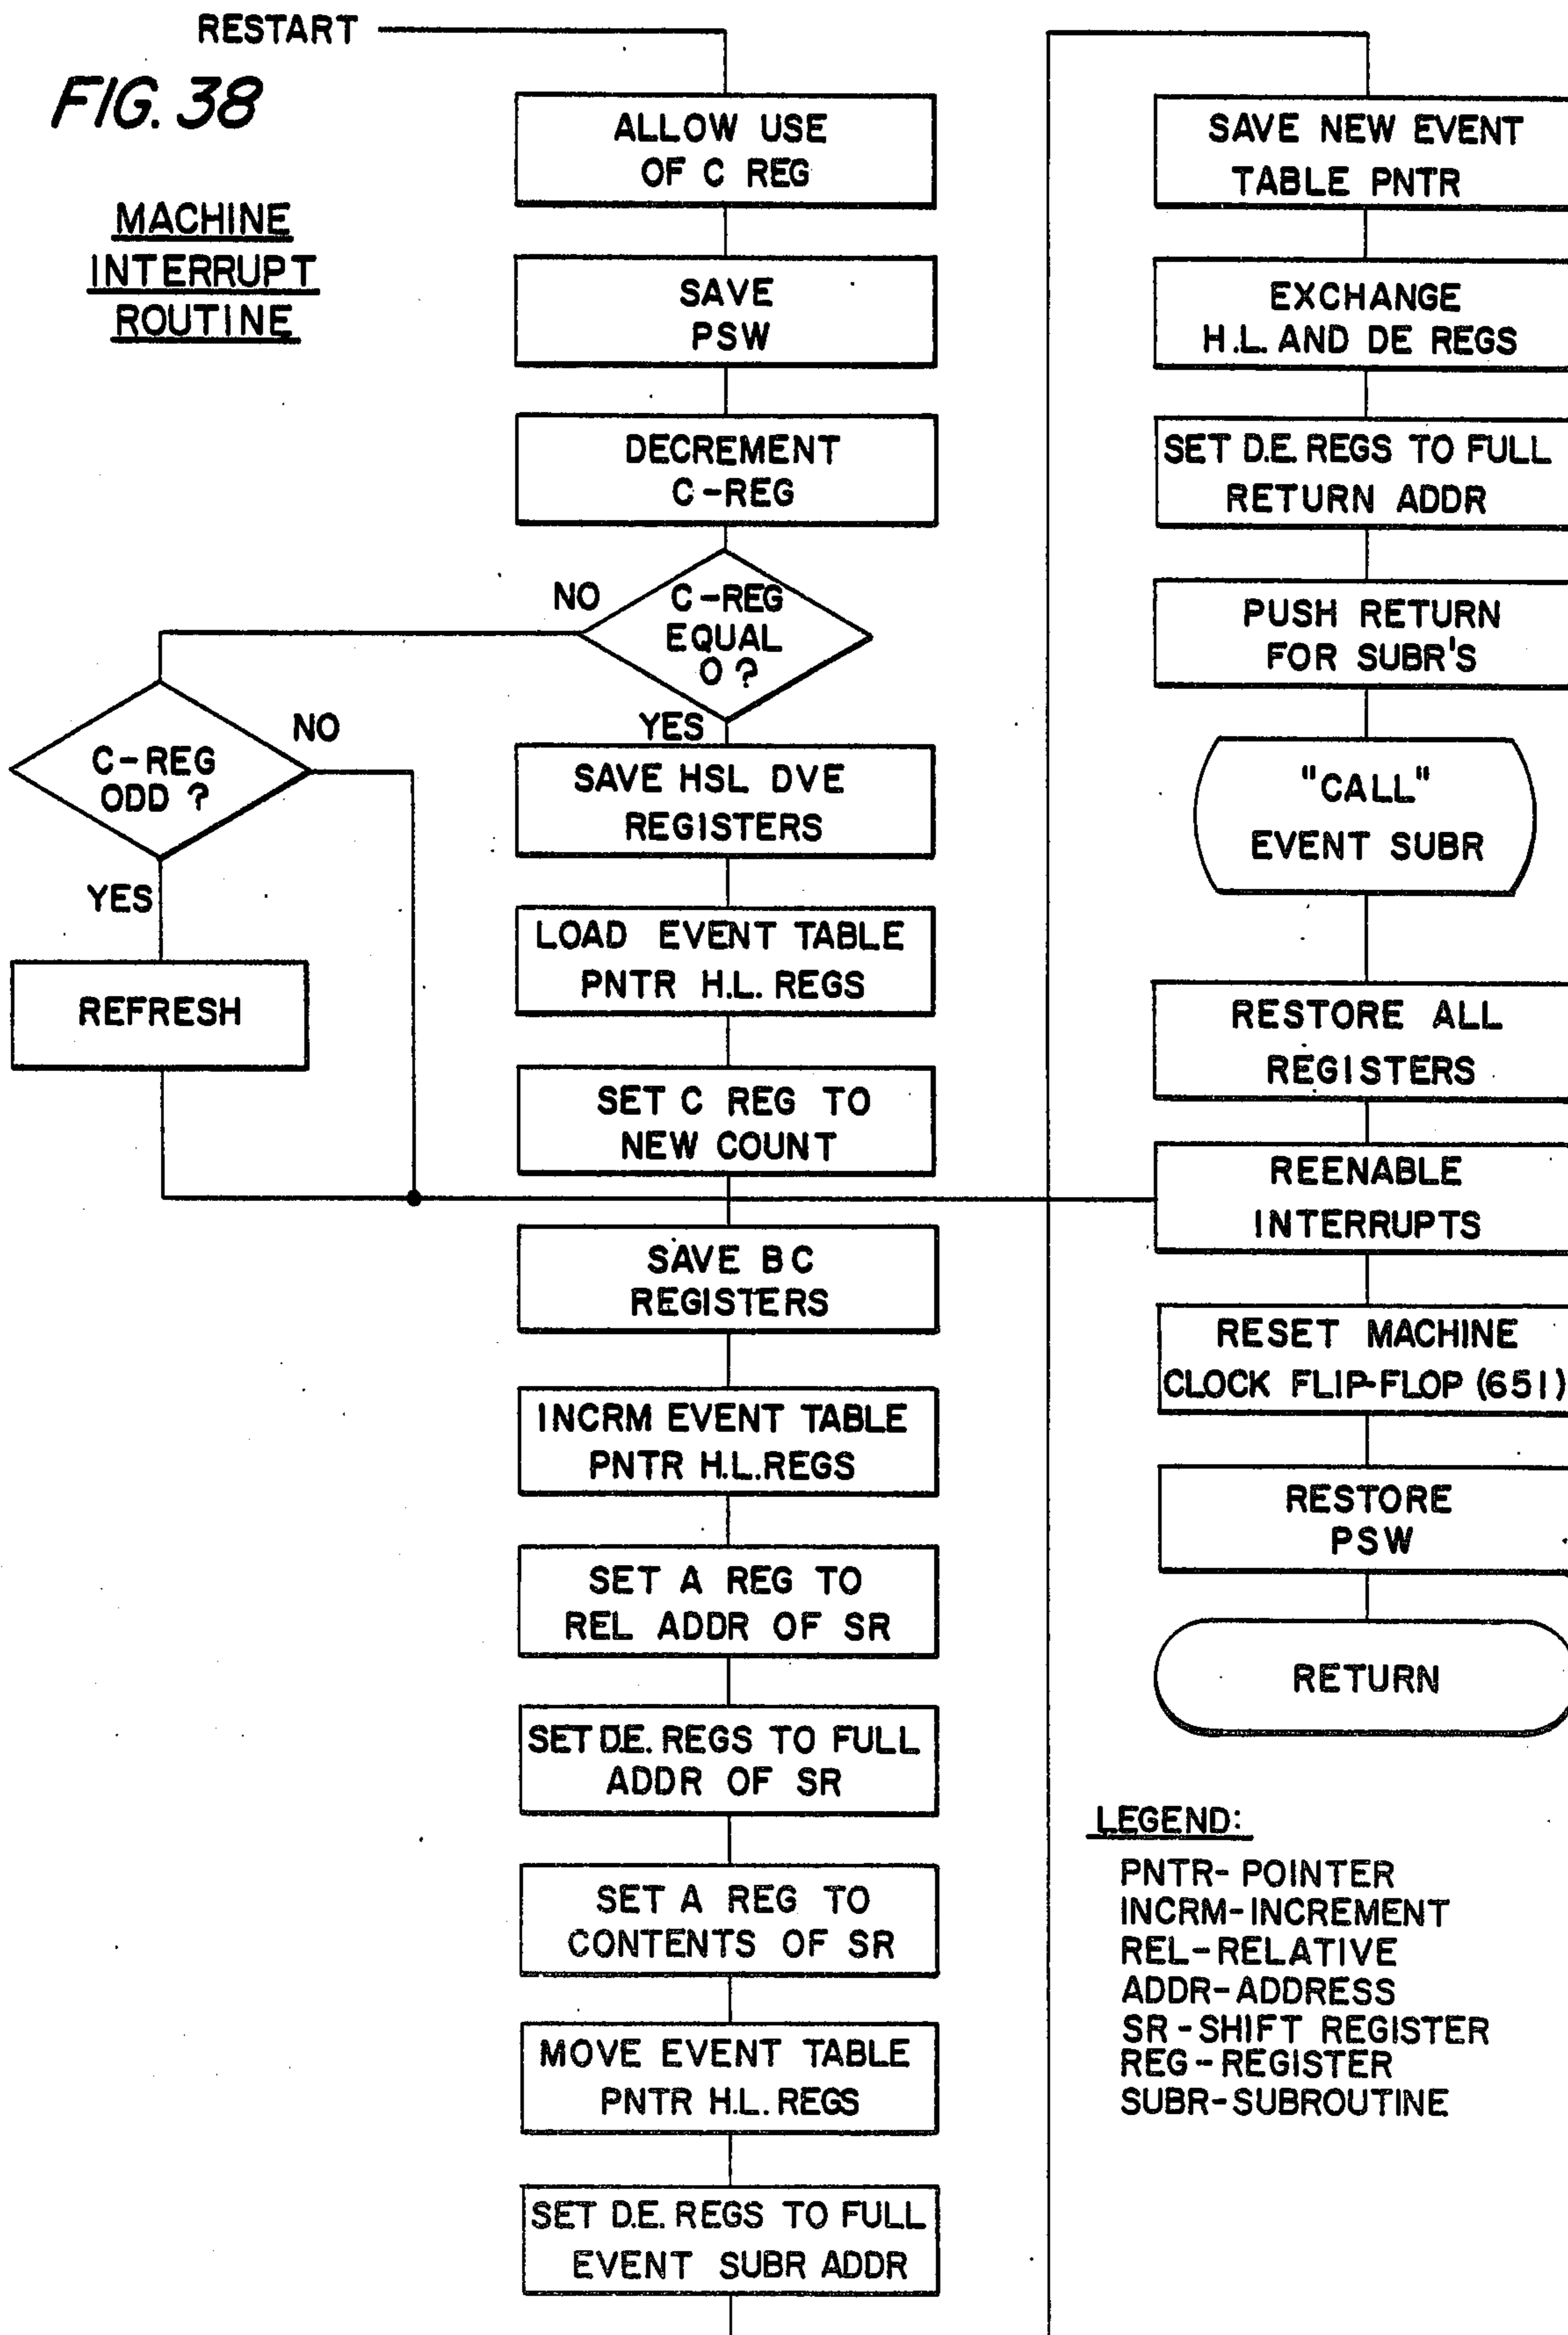 RESTART
FIG. 38
MACHINE
INTERRUPT
ROUTINE
ALLOW USE
OF C REG
SAVE
PSW
DECREMENT
C-REG
C-REG
EQUAL
0 ?
NO
YES
C-REG
ODD ?
NO
YES
REFRESH
SAVE HSL DVE
REGISTERS
LOAD EVENT TABLE
PNTR H.L. REGS
SET C REG TO
NEW COUNT
SAVE BC
REGISTERS
INCRM EVENT TABLE
PNTR H.L.REGS
SET A REG TO
REL ADDR OF SR
SET D.E. REGS TO FULL
ADDR OF SR
SET A REG TO
CONTENTS OF SR
MOVE EVENT TABLE
PNTR H.L. REGS
SET D.E. REGS TO FULL
EVENT SUBR ADDR
SAVE NEW EVENT
TABLE PNTR
EXCHANGE
H.L. AND DE REGS
SET D.E. REGS TO FULL
RETURN ADDR
PUSH RETURN
FOR SUBR'S
"CALL"
EVENT SUBR
RESTORE ALL
REGISTERS
REENABLE
INTERRUPTS
RESET MACHINE
CLOCK FLIP-FLOP (651)
RESTORE
PSW
RETURN
LEGEND:
PNTR- POINTER
INCRM-INCREMENT
REL-RELATIVE
ADDR-ADDRESS
SR-SHIFT REGISTER
REG-REGISTER
SUBR-SUBROUTINE